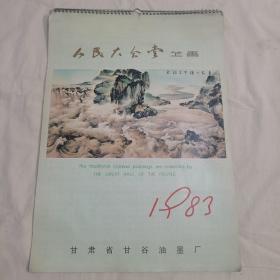 人民大会堂藏画
The traditional Chinese paintings are collected by
THE GREAT HALL OF THE PEOPLE
1983
甘肃省甘谷油墨厂